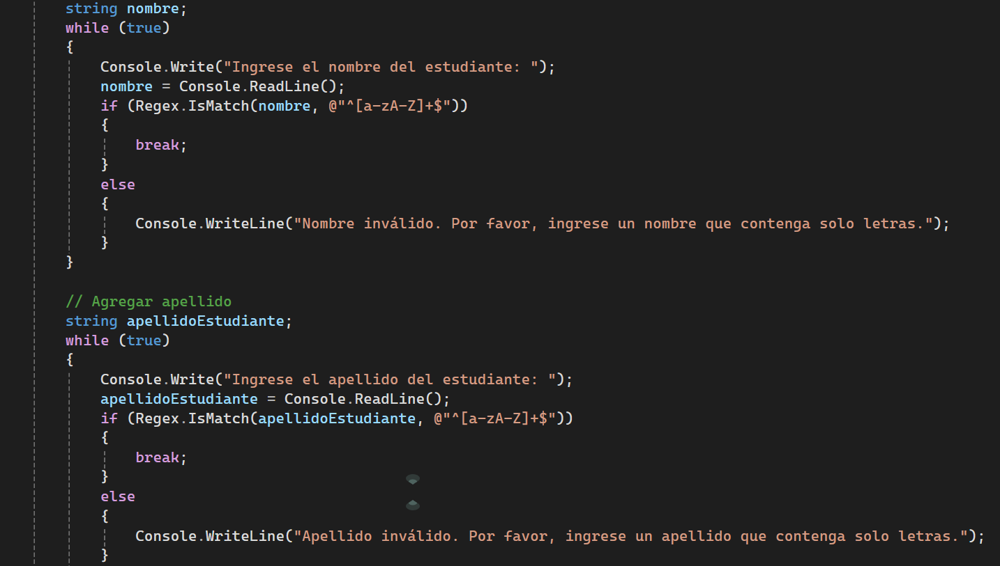 string nombre;
while (true)
{
    Console.Write("Ingrese el nombre del estudiante: ");
    nombre = Console.ReadLine();
    if (Regex.IsMatch(nombre, @"^[a-zA-Z]+$"))
    {
        break;
    }
    else
    {
        Console.WriteLine("Nombre inválido. Por favor, ingrese un nombre que contenga solo letras.");
    }
}

// Agregar apellido
string apellidoEstudiante;
while (true)
{
    Console.Write("Ingrese el apellido del estudiante: ");
    apellidoEstudiante = Console.ReadLine();
    if (Regex.IsMatch(apellidoEstudiante, @"^[a-zA-Z]+$"))
    {
        break;
    }
    else
    {
        Console.WriteLine("Apellido inválido. Por favor, ingrese un apellido que contenga solo letras.");
    }